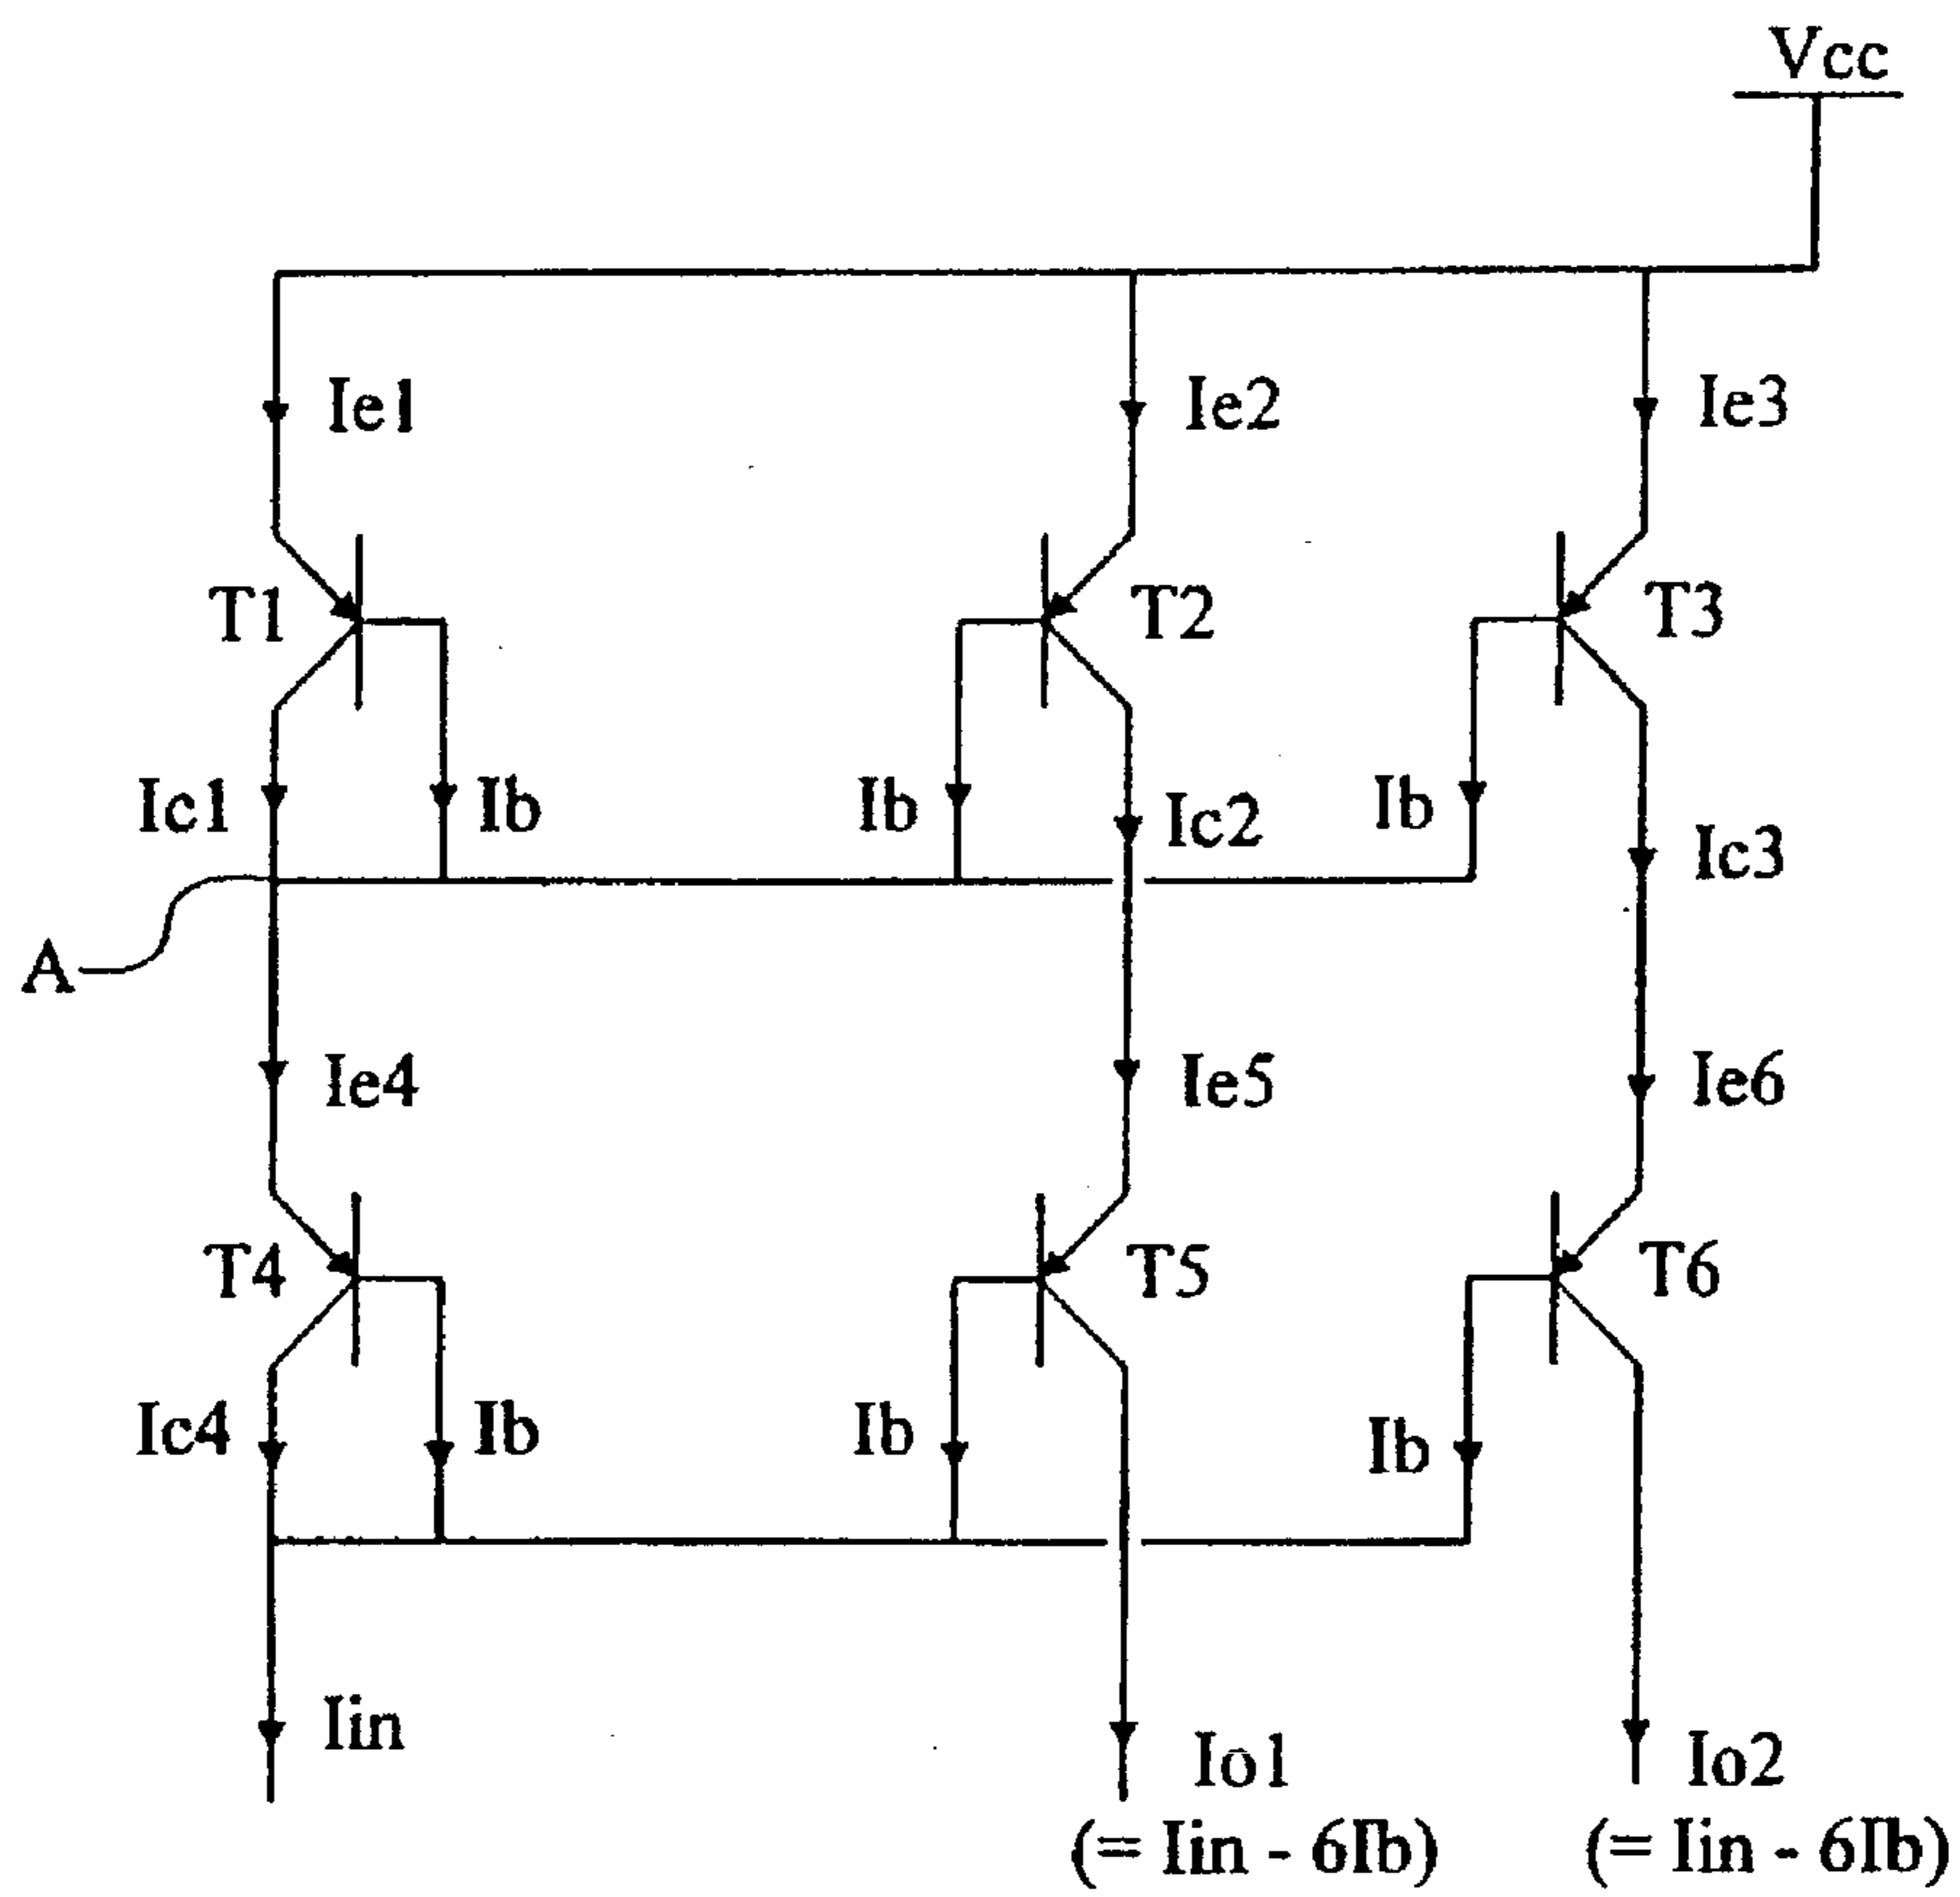 Vcc
Ie1
Ie2
Ie3
T1
T2
T3
Ic1
Ib
Ib
Ic2
Ib
Ic3
A
Ie4
Ie5
Ie6
T4
T5
T6
Ic4
Ib
Ib
Ib
Iin
Io1
(= Iin - 6Ib)
Io2
(= Iin - 6Ib)